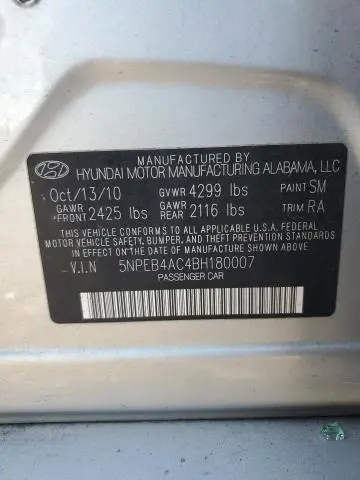 MANUFACTURED BY
HYUNDAI MOTOR MANUFACTURING ALABAMA, LLC
Oct/13/10 GVWR 4299 lbs PAINT SM
GAWR FRONT 2425 lbs GAWR REAR 2116 lbs TRIM RA
THIS VEHICLE CONFORMS TO ALL APPLICABLE U.S.A. FEDERAL
MOTOR VEHICLE SAFETY, BUMPER, AND THEFT PREVENTION STANDARDS
IN EFFECT ON THE DATE OF MANUFACTURE SHOWN ABOVE.
V.I.N 5NPEB4AC4BH180007
PASSENGER CAR